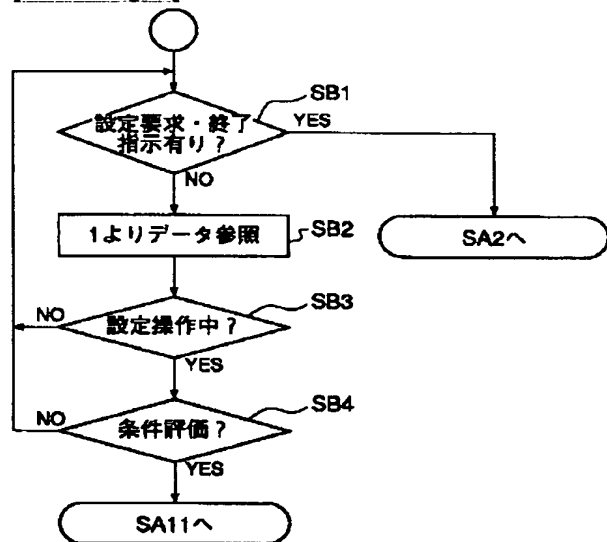 SB1
設定要求・終了
指示有り？
YES
NO
1よりデータ参照
SB2
SA2へ
SB3
NO
設定操作中？
YES
SB4
NO
条件評価？
YES
SA11へ